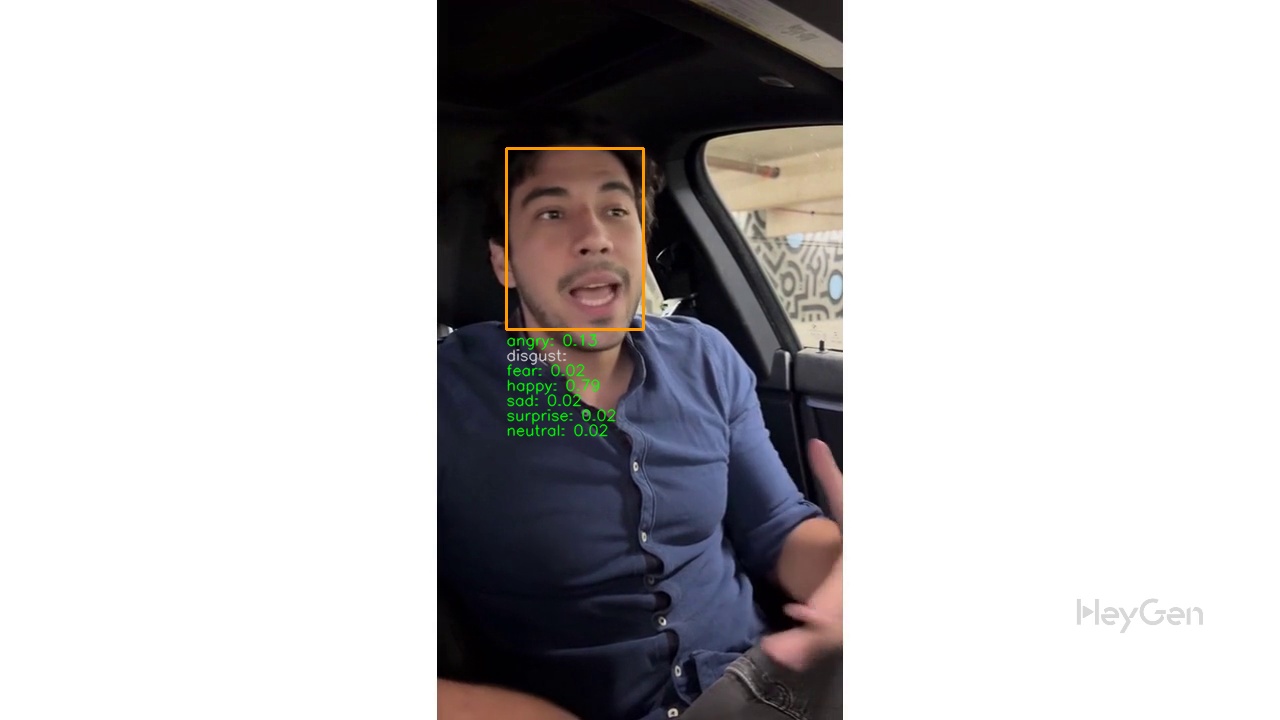 angry: 0.13
disgust:
fear: 0.02
happy: 0.79
sad: 0.02
surprise: 0.02
neutral: 0.02
HeyGen